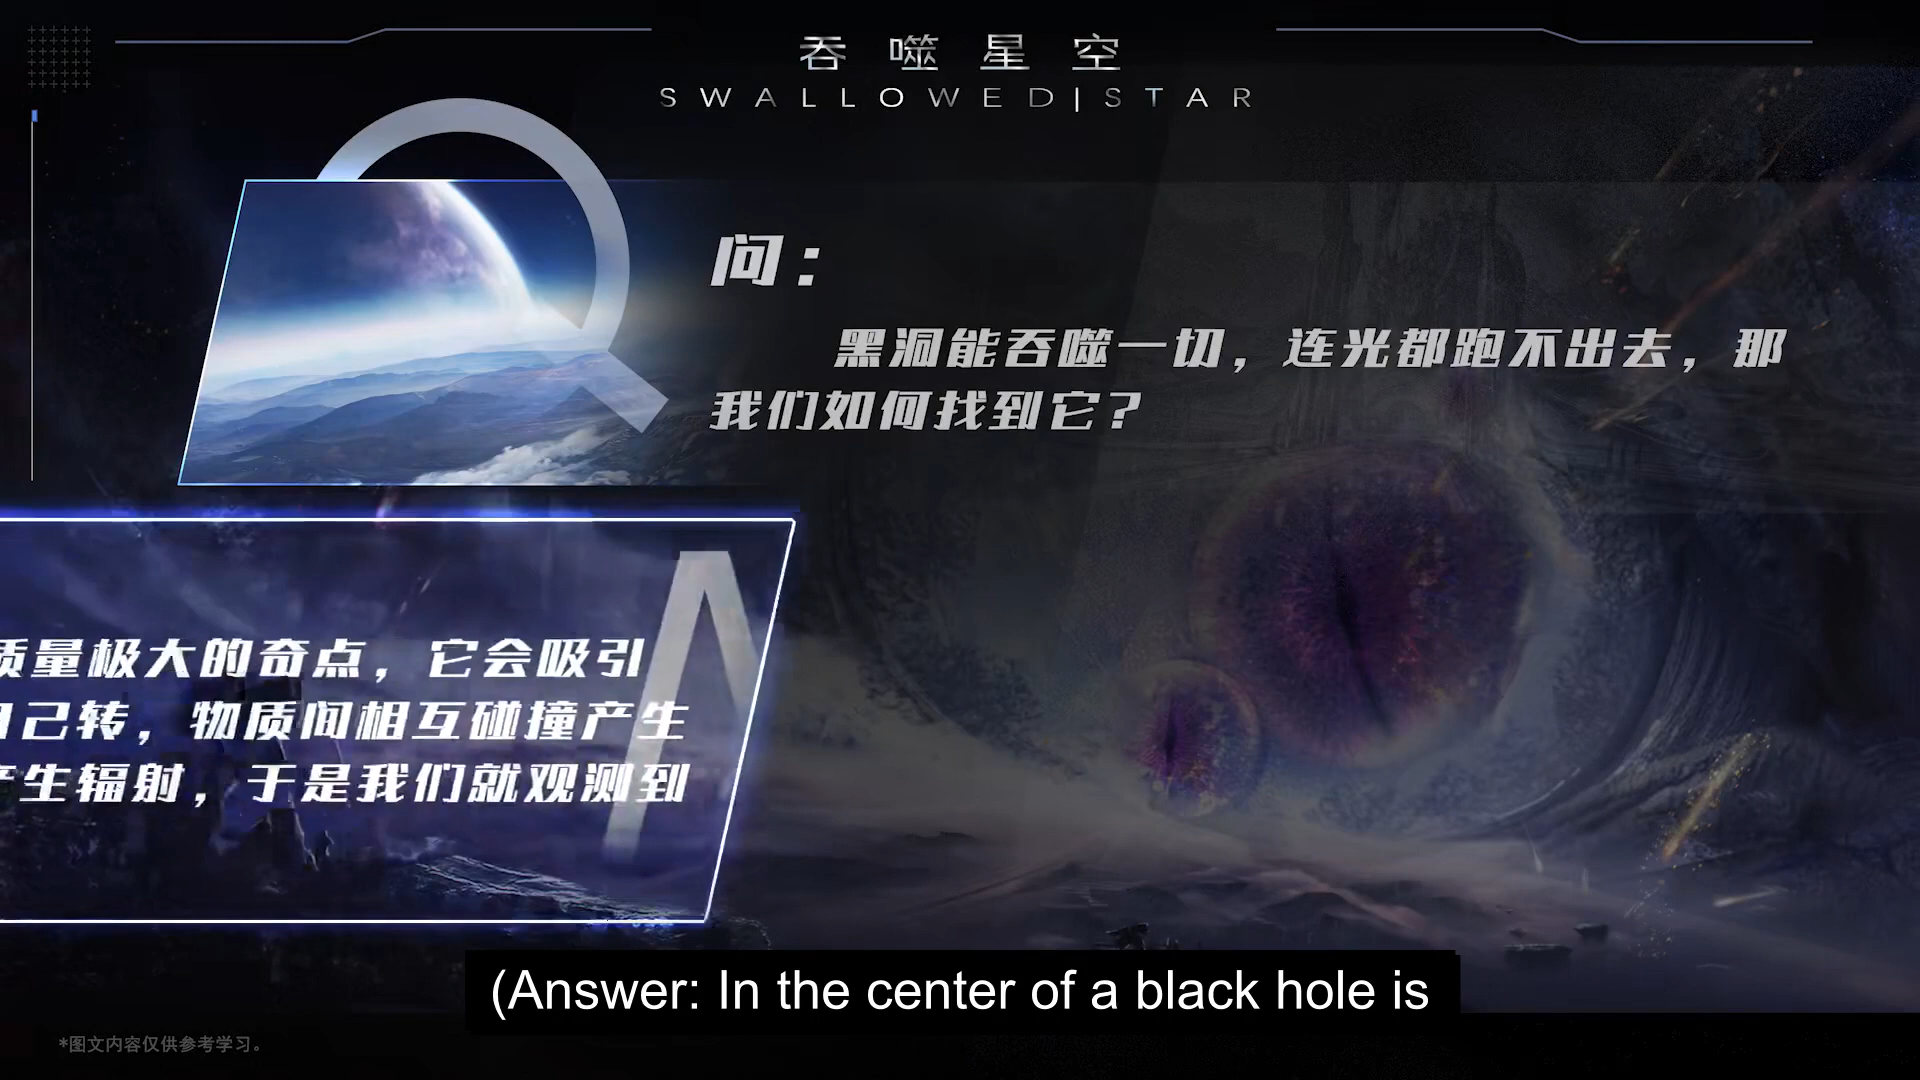 吞噬星空
SWALLOWED|STAR
问：
黑洞能吞噬一切，连光都跑不出去，那
我们如何找到它？
质量极大的奇点，它会吸引
己转，物质间相互碰撞产生
生辐射，于是我们就观测到
(Answer: In the center of a black hole is
*图文内容仅供参考学习。